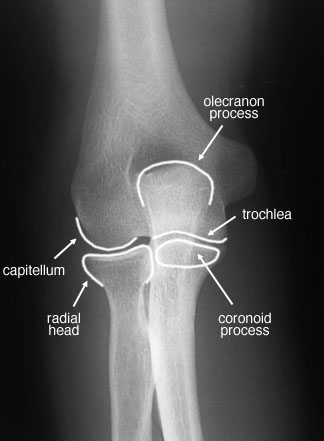 olecranon
process
trochlea
capitellum
radial
head
coronoid
process